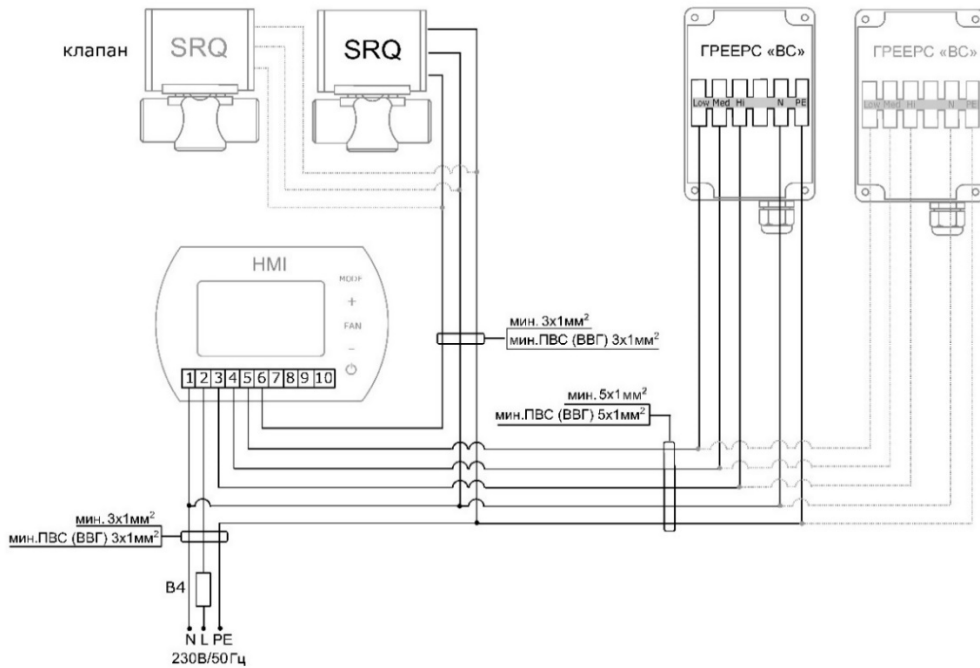 клапан
SRQ
SRQ
ГРЕЕРС «ВС»
Low Med Hi N PE
ГРЕЕРС «ВС»
Low Med Hi N PE
HMI
MODE
+
FAN
−
1 2 3 4 5 6 7 8 9 10
мин. 3х1мм²
мин.ПВС (ВВГ) 3х1мм²
мин. 5х1мм²
мин.ПВС (ВВГ) 5х1мм²
мин. 3х1мм²
мин.ПВС (ВВГ) 3х1мм²
B4
N L PE
230В/50Гц